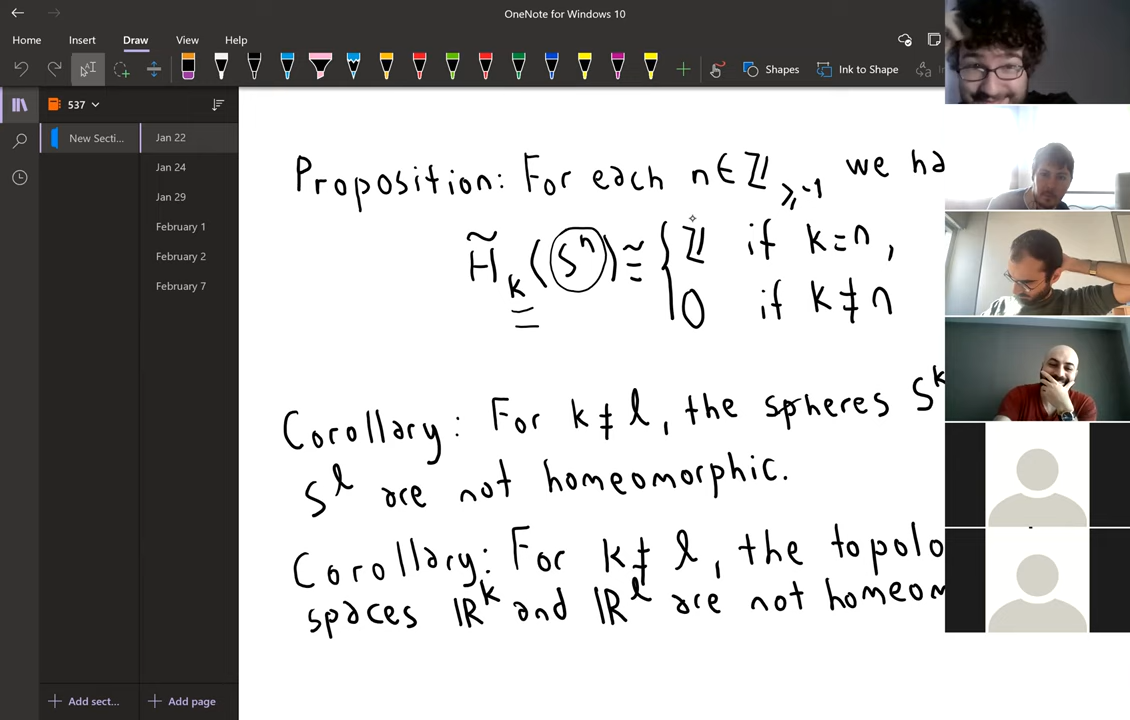 OneNote for Windows 10
Home Insert Draw View Help
Shapes Ink to Shape
537
New Secti... Jan 22
Jan 24
Jan 29
February 1
February 2
February 7
Proposition: For each n∈ℤ≥-1 we ha
H̃ₖ(Sⁿ) ≅ { ℤ if k=n,
0 if k≠n
Corollary: For k≠l, the spheres Sᵏ
Sˡ are not homeomorphic.
Corollary: For k≠l, the topolo
spaces ℝᵏ and ℝˡ are not homeom
+ Add sect... + Add page